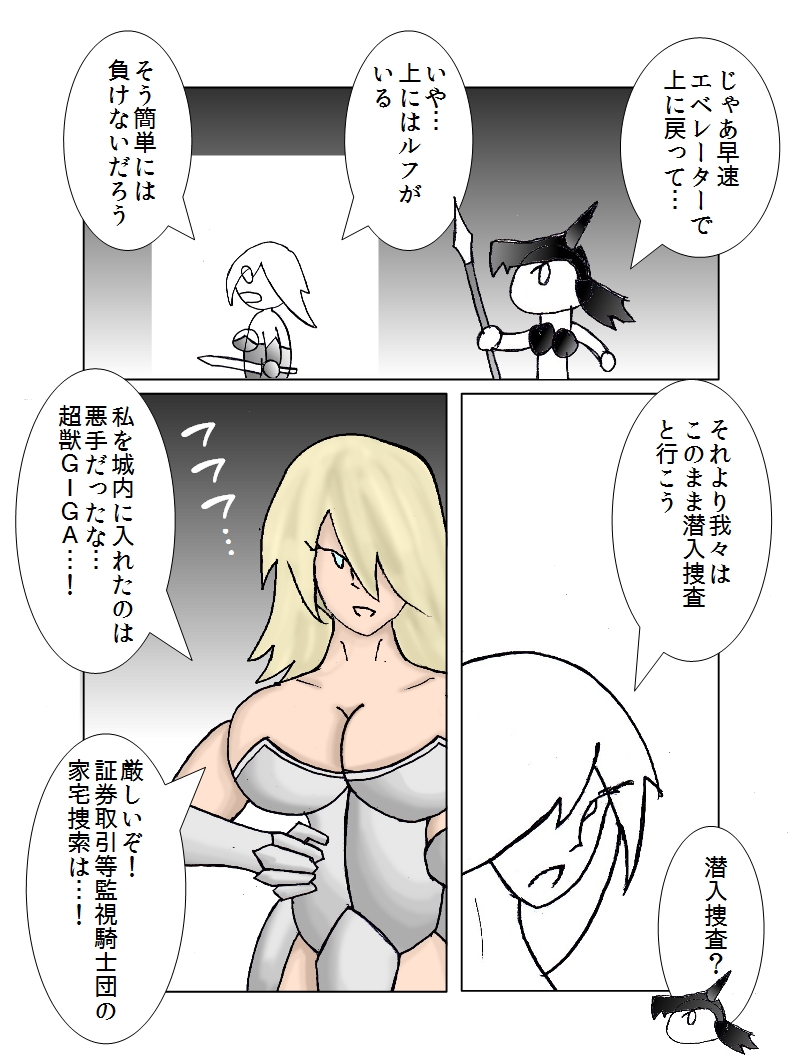 じゃあ早速
エベレーターで
上に戻って…
いや…
上にはルフが
いる
そう簡単には
負けないだろう
それより我々は
このまま潜入捜査
と行こう
潜入捜査?
フフフ…
私を城内に入れたのは
悪手だったな…
超獣GIGA…!
厳しいぞ!
証券取引等監視騎士団の
家宅捜索は…!